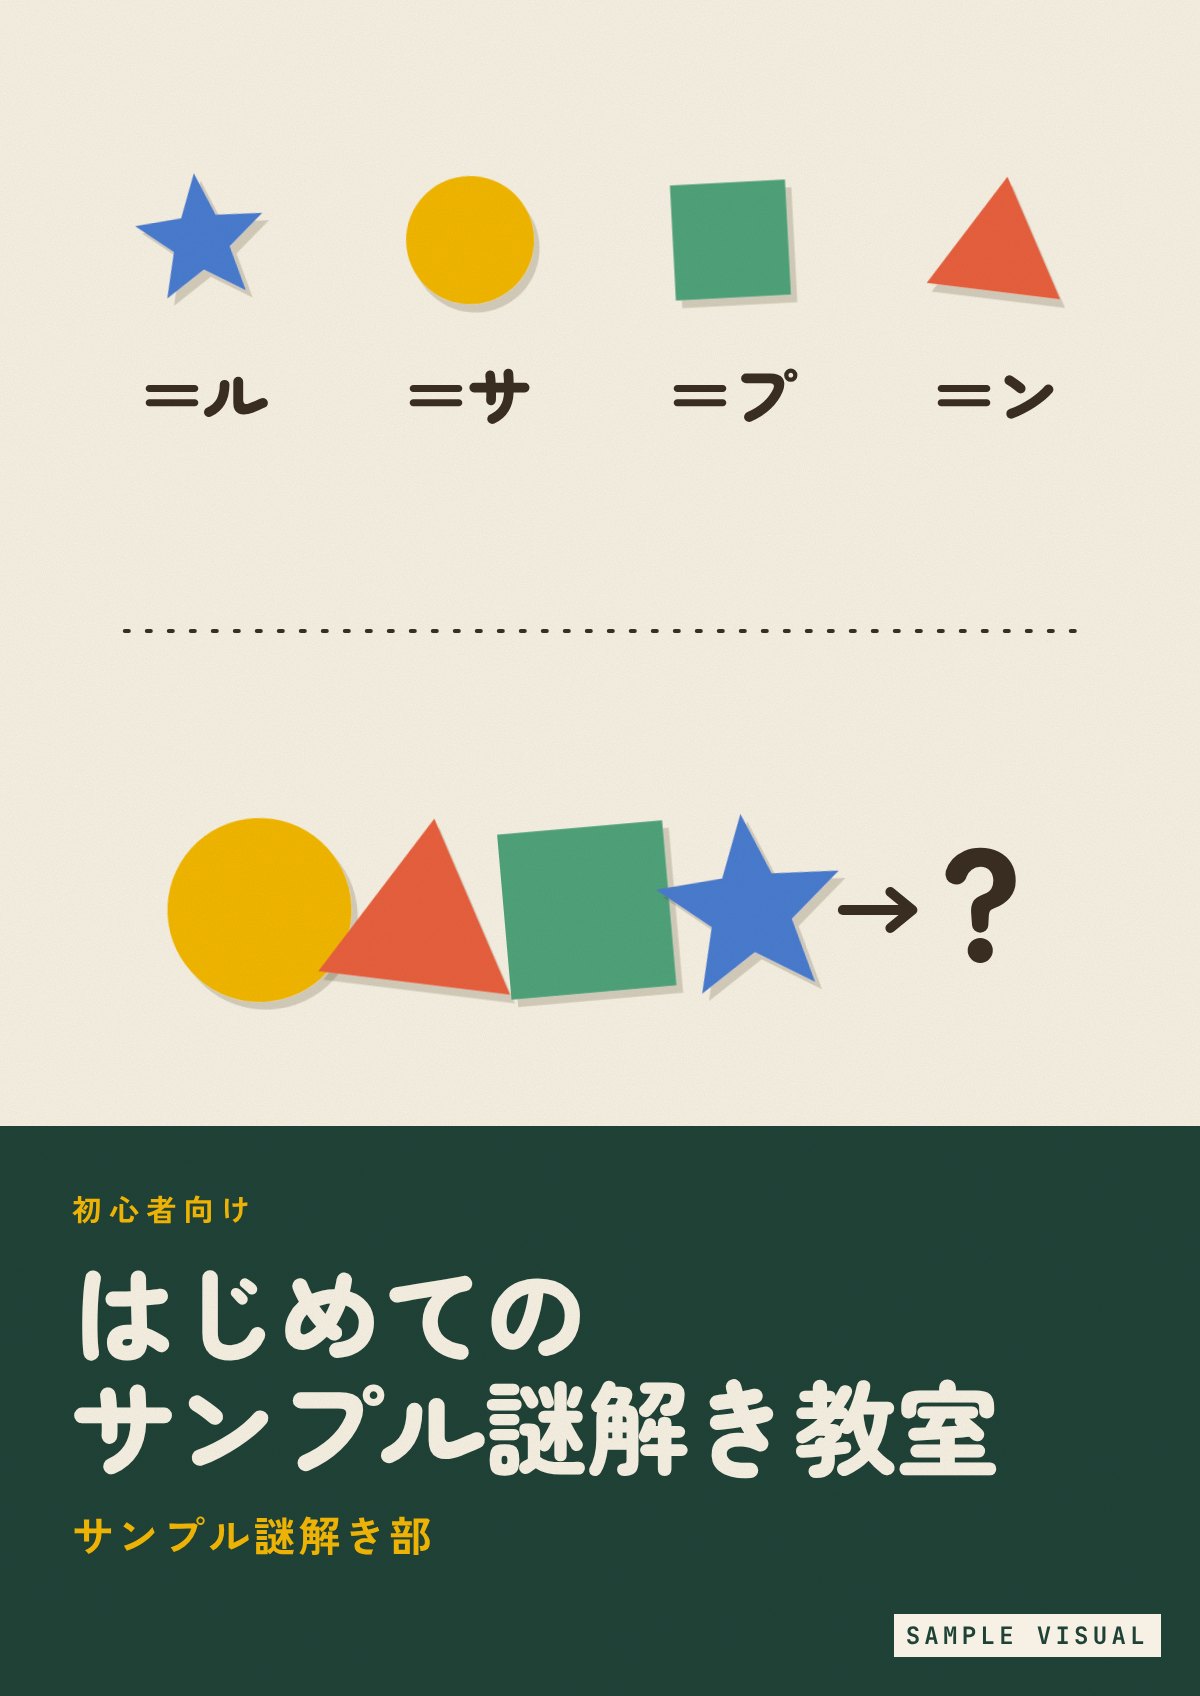 =ル =サ =プ =ン
→?
初心者向け
はじめての
サンプル謎解き教室
サンプル謎解き部
SAMPLE VISUAL